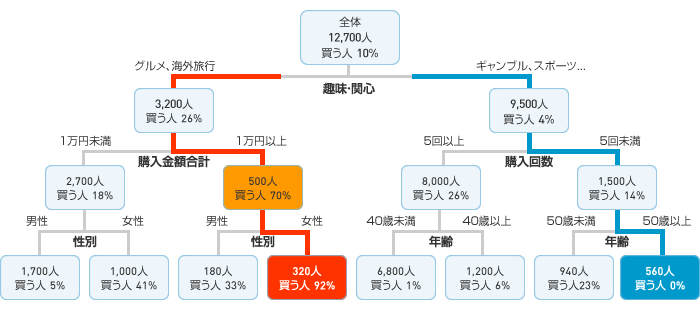 全体
12,700人
買う人 10%
グルメ、海外旅行
ギャンブル、スポーツ...
趣味・関心
3,200人
買う人 26%
9,500人
買う人 4%
1万円未満
1万円以上
5回以上
5回未満
購入金額合計
購入回数
2,700人
買う人 18%
500人
買う人 70%
8,000人
買う人 26%
1,500人
買う人 14%
男性
女性
男性
女性
40歳未満
40歳以上
50歳未満
50歳以上
性別
性別
年齢
年齢
1,700人
買う人 5%
1,000人
買う人 41%
180人
買う人 33%
320人
買う人 92%
6,800人
買う人 1%
1,200人
買う人 6%
940人
買う人23%
560人
買う人 0%